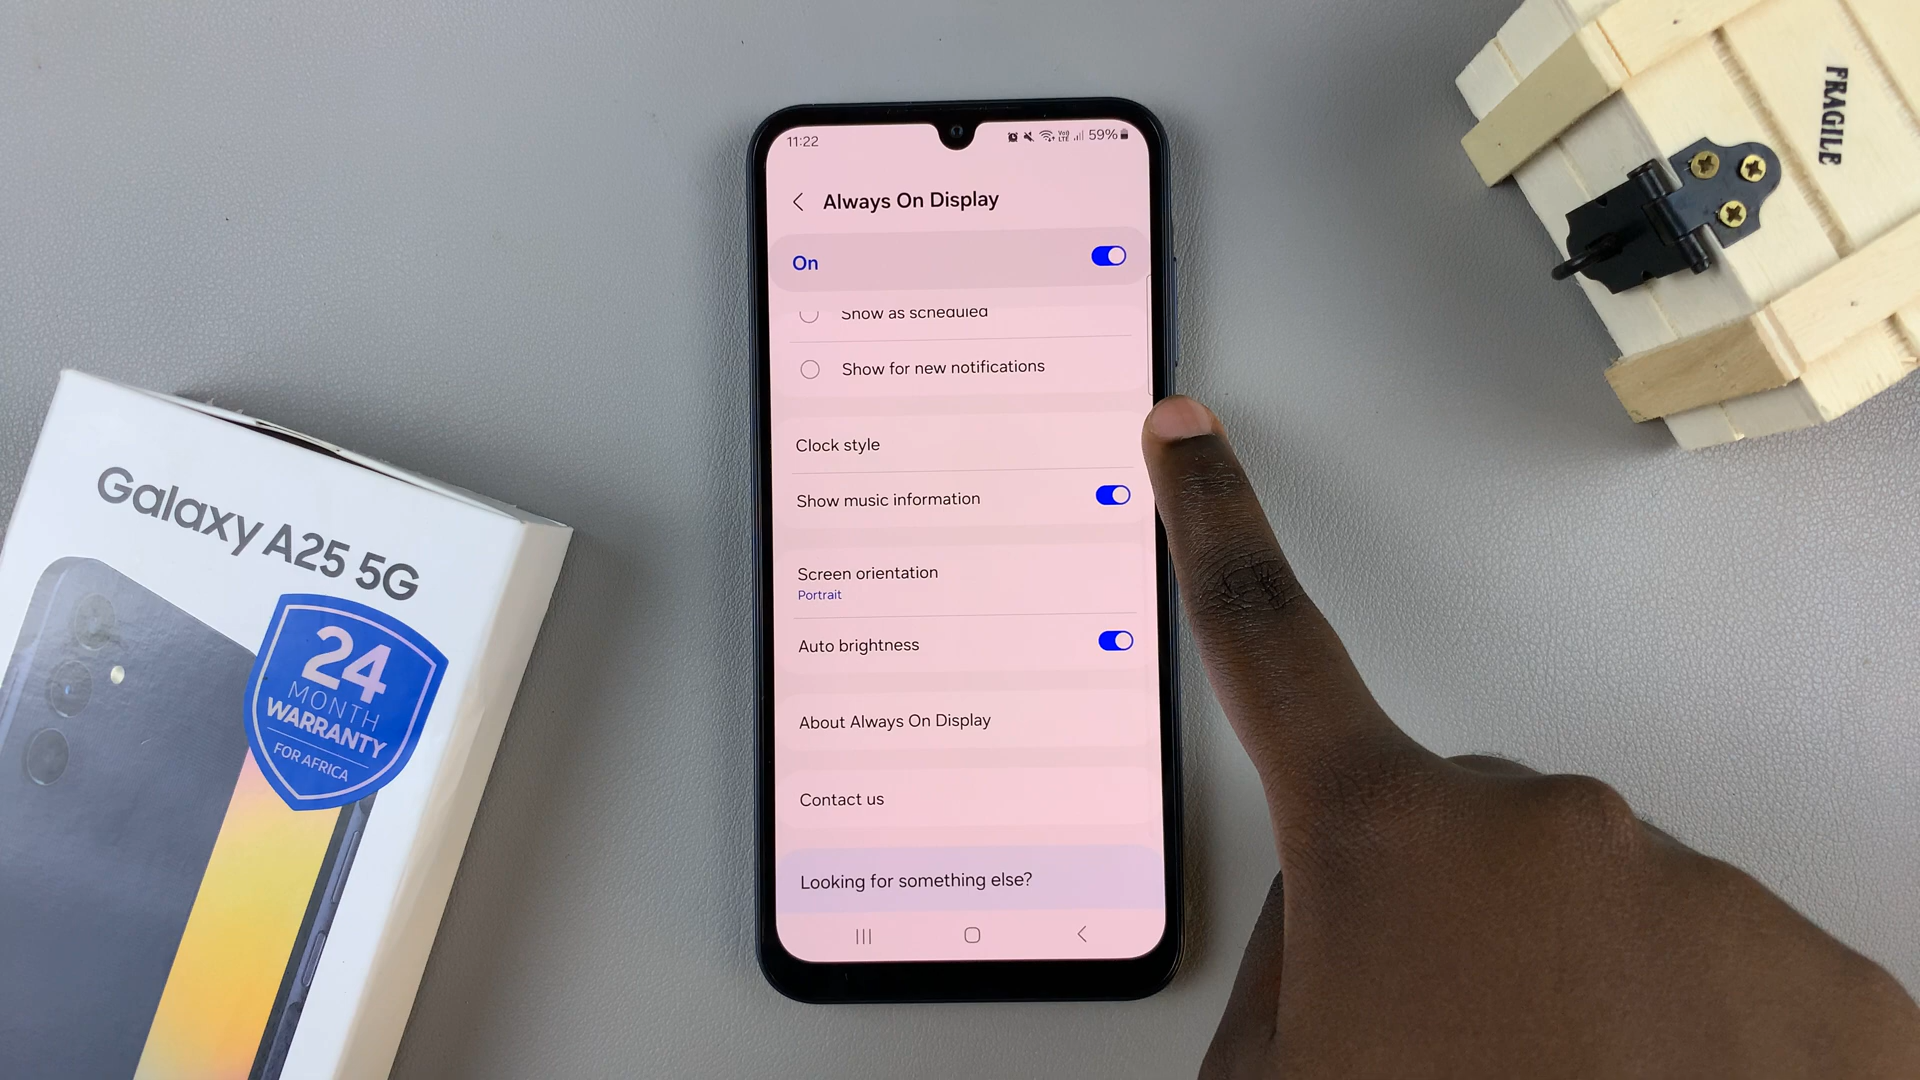 11:22
VoD
LTE
59%
Always On Display
On
Show as scheduled
Show for new notifications
Clock style
Show music information
Screen orientation
Portrait
Auto brightness
About Always On Display
Contact us
Looking for something else?
Galaxy A25 5G
24
MONTH
WARRANTY
FOR AFRICA
FRAGILE